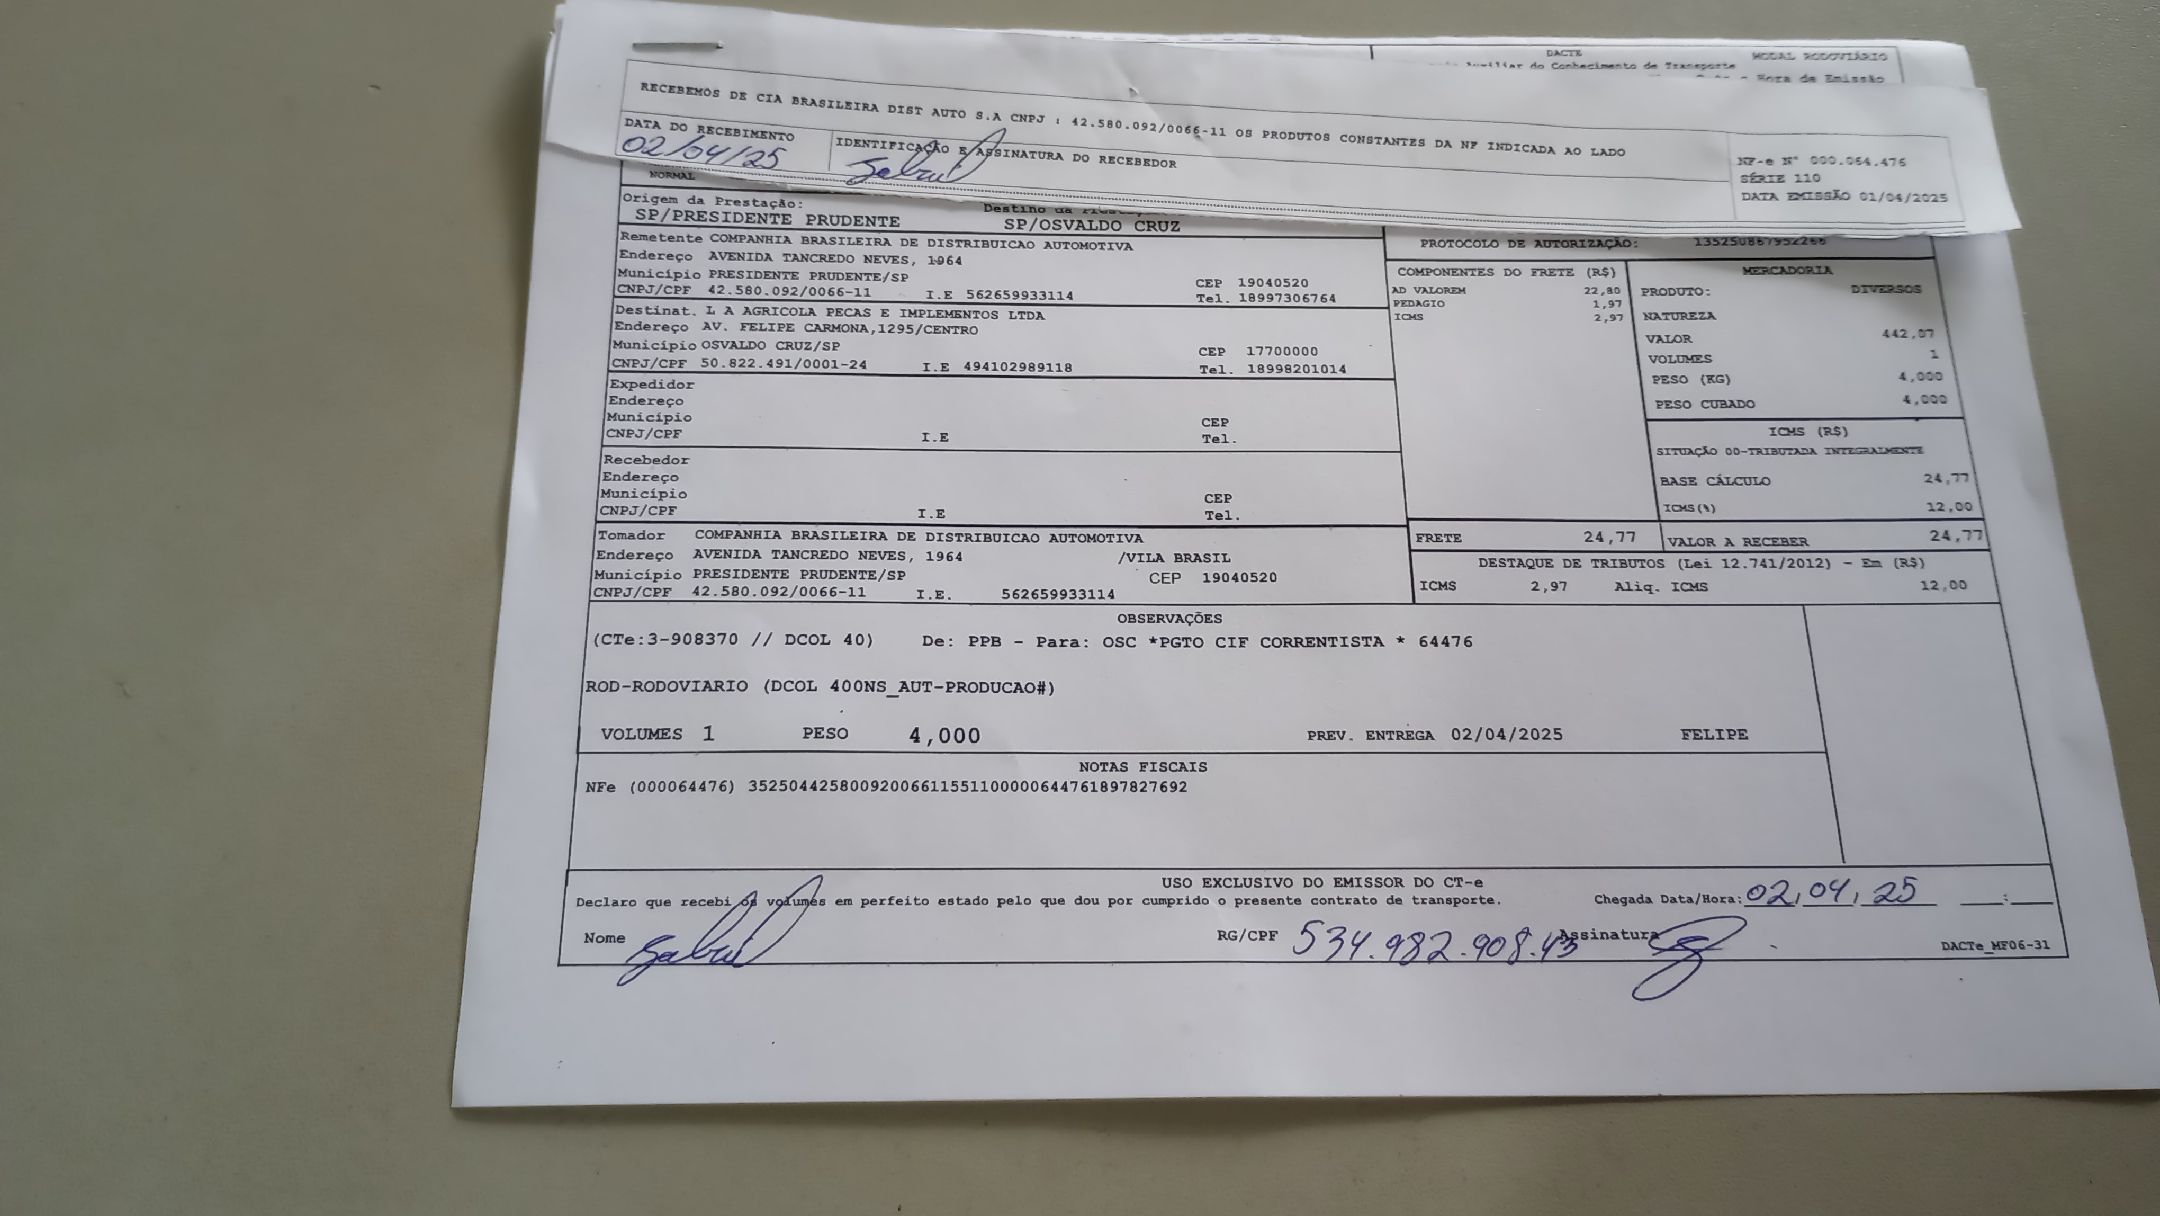 DACTE
MODAL RODOVIÁRIO
Auxiliar do Conhecimento de Transporte
Hora de Emissão
RECEBEMOS DE CIA BRASILEIRA DIST AUTO S.A CNPJ : 42.580.092/0066-11 OS PRODUTOS CONSTANTES DA NF INDICADA AO LADO
DATA DO RECEBIMENTO
02/04/25
IDENTIFICAÇÃO E ASSINATURA DO RECEBEDOR
Gabriel
NF-e Nº 000.064.476
SÉRIE 110
DATA EMISSÃO 01/04/2025
NORMAL
Origem da Prestação:
SP/PRESIDENTE PRUDENTE
Destino da
SP/OSVALDO CRUZ
Remetente COMPANHIA BRASILEIRA DE DISTRIBUICAO AUTOMOTIVA
Endereço AVENIDA TANCREDO NEVES, 1964
Município PRESIDENTE PRUDENTE/SP CEP 19040520
CNPJ/CPF 42.580.092/0066-11 I.E 562659933114 Tel. 18997306764
Destinat. L A AGRICOLA PECAS E IMPLEMENTOS LTDA
Endereço AV. FELIPE CARMONA,1295/CENTRO
Município OSVALDO CRUZ/SP CEP 17700000
CNPJ/CPF 50.822.491/0001-24 I.E 494102989118 Tel. 18998201014
Expedidor
Endereço
Município CEP
CNPJ/CPF I.E Tel.
Recebedor
Endereço
Município CEP
CNPJ/CPF I.E Tel.
Tomador COMPANHIA BRASILEIRA DE DISTRIBUICAO AUTOMOTIVA
Endereço AVENIDA TANCREDO NEVES, 1964 /VILA BRASIL
Município PRESIDENTE PRUDENTE/SP CEP 19040520
CNPJ/CPF 42.580.092/0066-11 I.E. 562659933114
PROTOCOLO DE AUTORIZAÇÃO:
COMPONENTES DO FRETE (R$)
AD VALOREM 22,80
PEDAGIO 1,97
ICMS 2,97
MERCADORIA
PRODUTO: DIVERSOS
NATUREZA
VALOR 442,07
VOLUMES 1
PESO (KG) 4,000
PESO CUBADO 4,000
ICMS (R$)
SITUAÇÃO 00-TRIBUTADA INTEGRALMENTE
BASE CÁLCULO 24,77
ICMS(%) 12,00
FRETE 24,77 VALOR A RECEBER 24,77
DESTAQUE DE TRIBUTOS (Lei 12.741/2012) - Em (R$)
ICMS 2,97 Aliq. ICMS 12,00
OBSERVAÇÕES
(CTe:3-908370 // DCOL 40) De: PPB - Para: OSC *PGTO CIF CORRENTISTA * 64476
ROD-RODOVIARIO (DCOL 400NS_AUT-PRODUCAO#)
VOLUMES 1 PESO 4,000 PREV. ENTREGA 02/04/2025 FELIPE
NOTAS FISCAIS
NFe (000064476) 35250442580092006611551100000644761897827692
USO EXCLUSIVO DO EMISSOR DO CT-e
Declaro que recebi os volumes em perfeito estado pelo que dou por cumprido o presente contrato de transporte. Chegada Data/Hora: 02, 04, 25 __:__
Nome Gabriel RG/CPF 534.982.908.43 Assinatura
DACTe_MF06-31